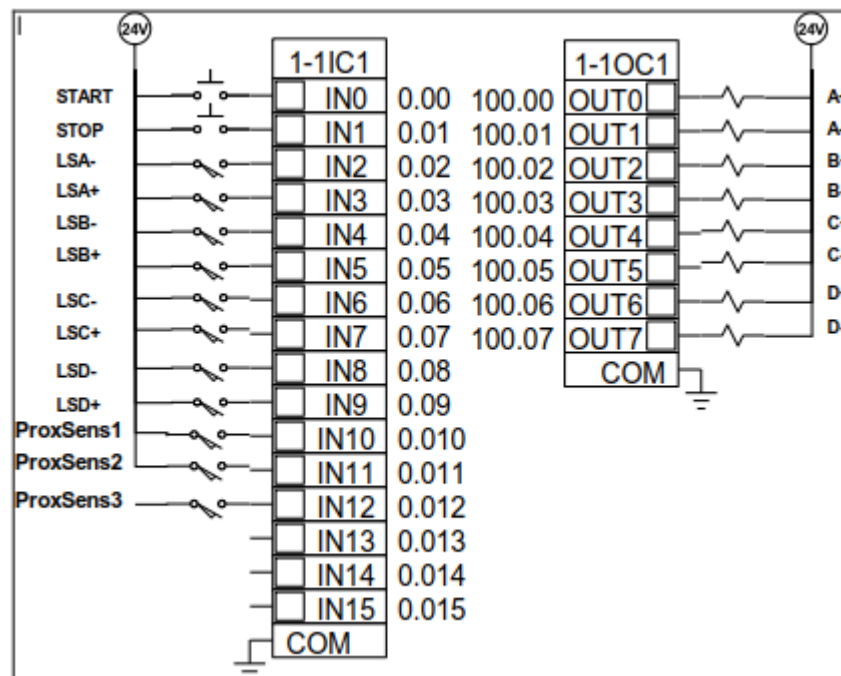 24V 24V
1-1IC1 1-1OC1
START IN0 0.00 100.00 OUT0
STOP IN1 0.01 100.01 OUT1
LSA- IN2 0.02 100.02 OUT2
LSA+ IN3 0.03 100.03 OUT3
LSB- IN4 0.04 100.04 OUT4
LSB+ IN5 0.05 100.05 OUT5
LSC- IN6 0.06 100.06 OUT6
LSC+ IN7 0.07 100.07 OUT7
LSD- IN8 0.08 COM
LSD+ IN9 0.09
ProxSens1 IN10 0.010
ProxSens2 IN11 0.011
ProxSens3 IN12 0.012
IN13 0.013
IN14 0.014
IN15 0.015
COM